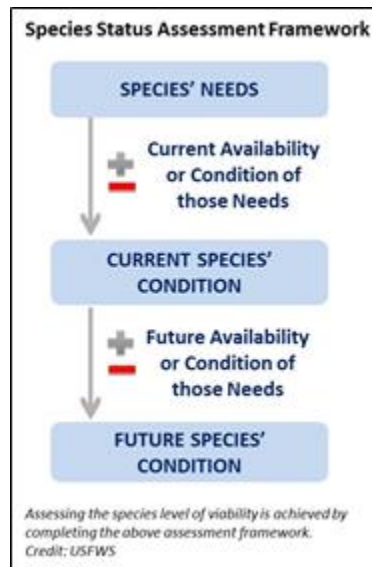 Species Status Assessment Framework
SPECIES' NEEDS
Current Availability
or Condition of
those Needs
CURRENT SPECIES'
CONDITION
Future Availability
or Condition of
those Needs
FUTURE SPECIES'
CONDITION
Assessing the species level of viability is achieved by
completing the above assessment framework.
Credit: USFWS